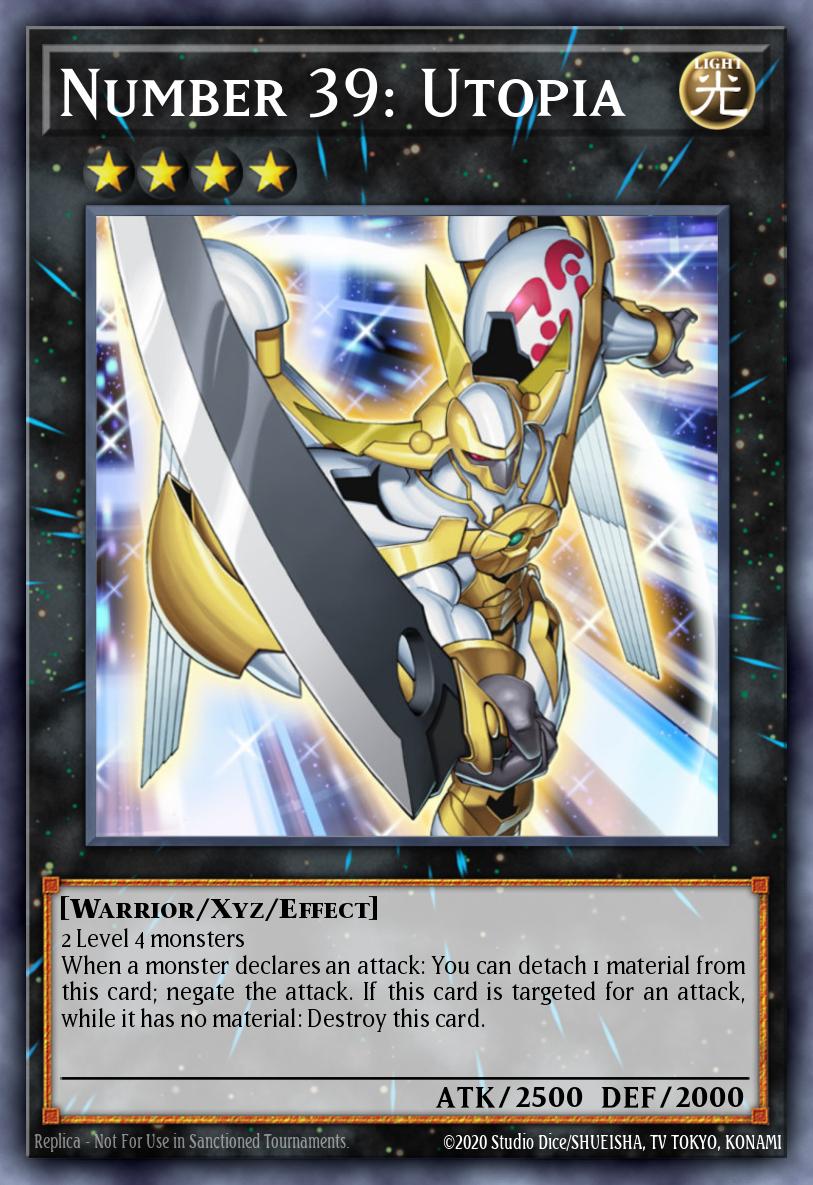 Number 39: Utopia
LIGHT
光
[Warrior/Xyz/Effect]
2 Level 4 monsters
When a monster declares an attack: You can detach 1 material from
this card; negate the attack. If this card is targeted for an attack,
while it has no material: Destroy this card.
ATK/2500 DEF/2000
Replica - Not For Use in Sanctioned Tournaments.
©2020 Studio Dice/SHUEISHA, TV TOKYO, KONAMI